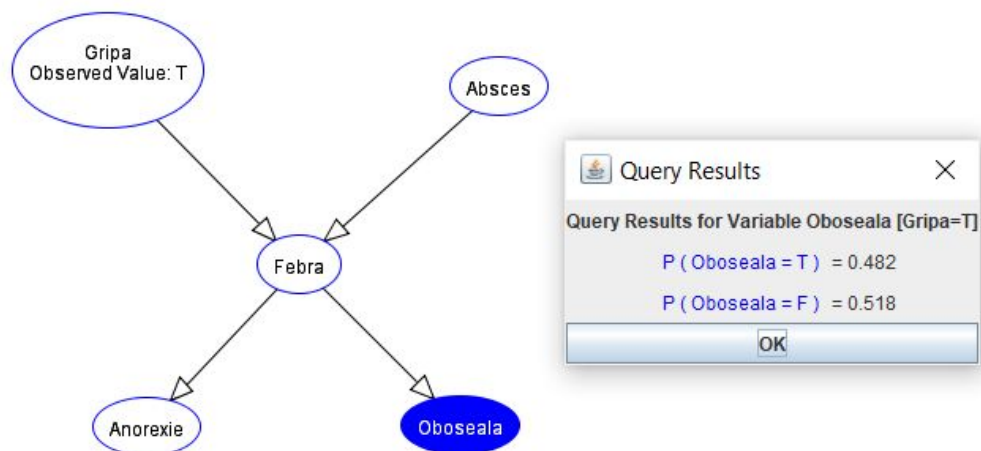 Gripa
Observed Value: T
Absces
Febra
Anorexie
Oboseala
Query Results
Query Results for Variable Oboseala [Gripa=T]
P ( Oboseala = T ) = 0.482
P ( Oboseala = F ) = 0.518
OK